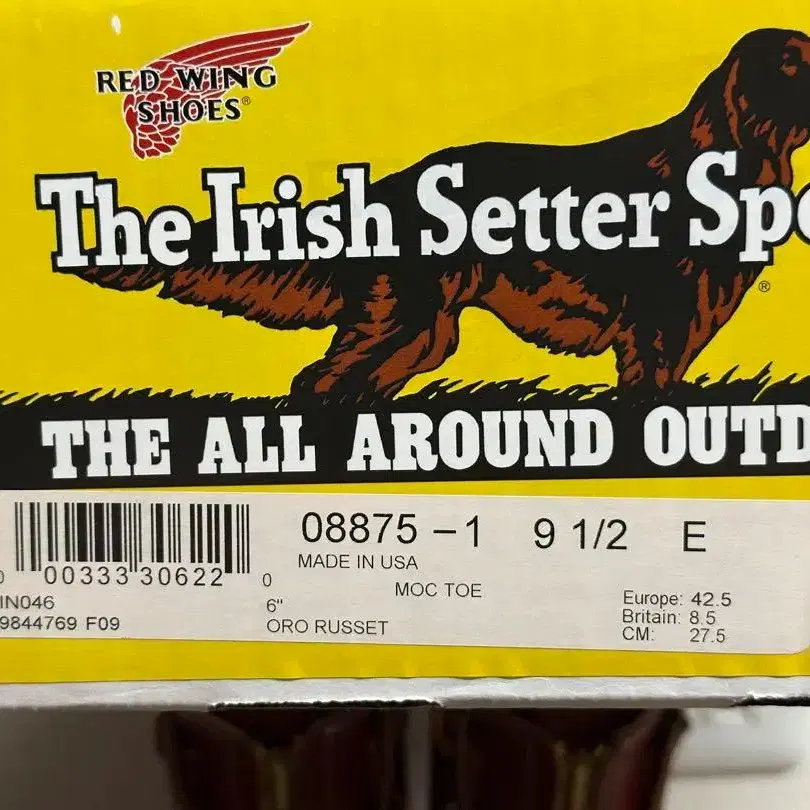 RED WING
SHOES®
The Irish Setter Spo
®
THE ALL AROUND OUTD
08875 -1 9 1/2 E
MADE IN USA
MOC TOE
0 00333 30622 0
6"
ORO RUSSET
IN046
9844769 F09
Europe: 42.5
Britain: 8.5
CM: 27.5